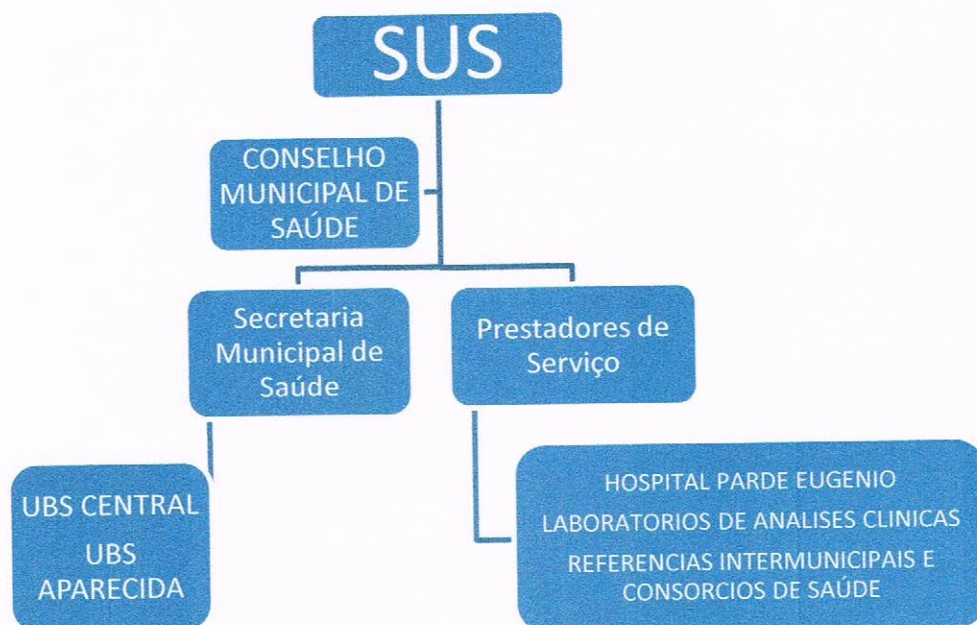 SUS
CONSELHO
MUNICIPAL DE
SAÚDE
Secretaria
Municipal de
Saúde
Prestadores de
Serviço
UBS CENTRAL
UBS
APARECIDA
HOSPITAL PARDE EUGENIO
LABORATORIOS DE ANALISES CLINICAS
REFERENCIAS INTERMUNICIPAIS E
CONSORCIOS DE SAÚDE